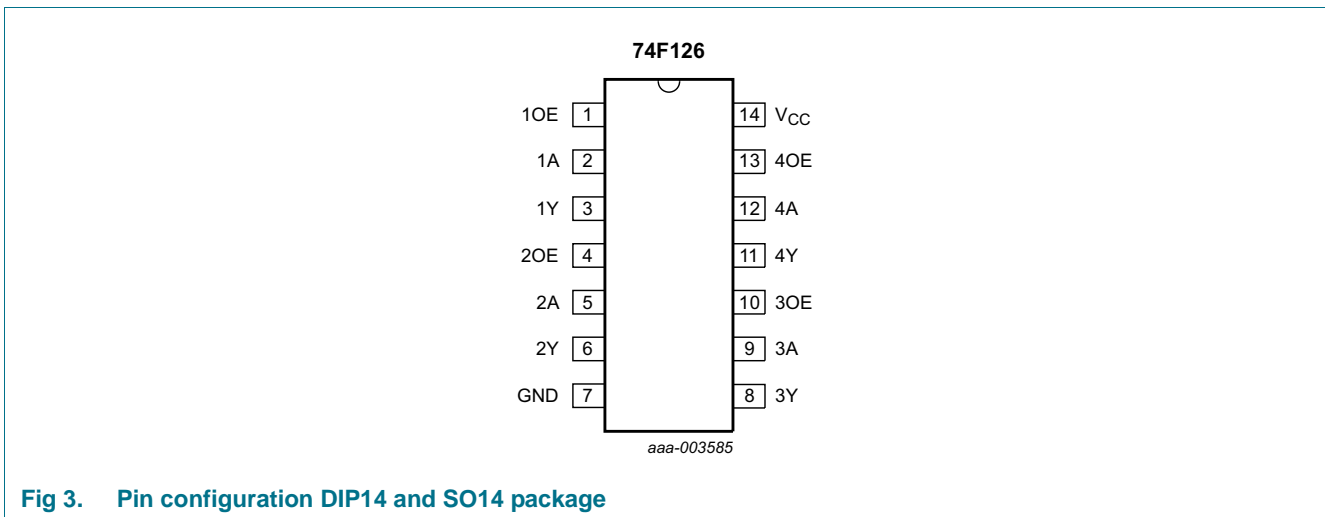 74F126
1OE 1 14 VCC
1A 2 13 4OE
1Y 3 12 4A
2OE 4 11 4Y
2A 5 10 3OE
2Y 6 9 3A
GND 7 8 3Y
aaa-003585
Fig 3. Pin configuration DIP14 and SO14 package